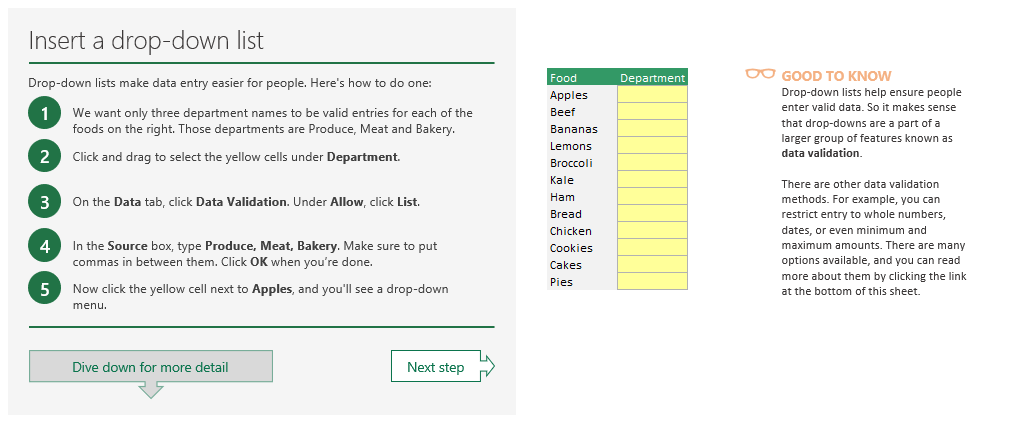 Insert a drop-down list
Drop-down lists make data entry easier for people. Here's how to do one:
1
We want only three department names to be valid entries for each of the
foods on the right. Those departments are Produce, Meat and Bakery.
2
Click and drag to select the yellow cells under Department.
3
On the Data tab, click Data Validation. Under Allow, click List.
4
In the Source box, type Produce, Meat, Bakery. Make sure to put
commas in between them. Click OK when you're done.
5
Now click the yellow cell next to Apples, and you'll see a drop-down
menu.
Dive down for more detail
Next step
Food Department
Apples
Beef
Bananas
Lemons
Broccoli
Kale
Ham
Bread
Chicken
Cookies
Cakes
Pies
GOOD TO KNOW
Drop-down lists help ensure people
enter valid data. So it makes sense
that drop-downs are a part of a
larger group of features known as
data validation.
There are other data validation
methods. For example, you can
restrict entry to whole numbers,
dates, or even minimum and
maximum amounts. There are many
options available, and you can read
more about them by clicking the link
at the bottom of this sheet.